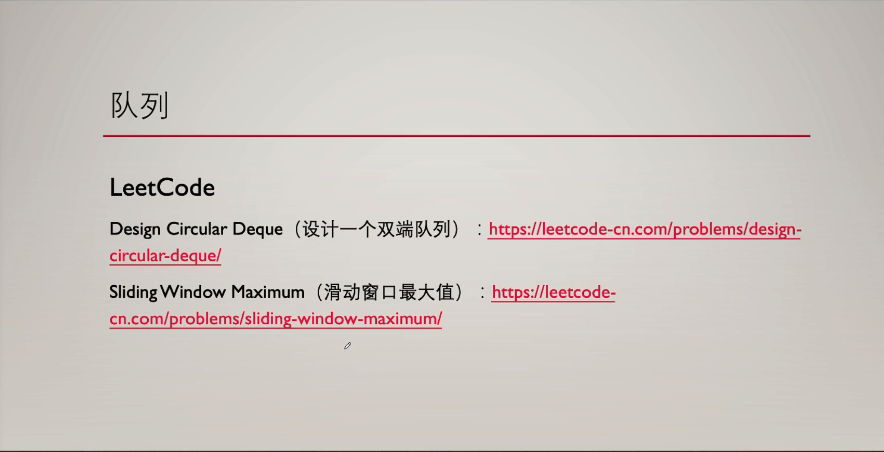 队列
LeetCode
Design Circular Deque（设计一个双端队列）：https://leetcode-cn.com/problems/design-
circular-deque/
Sliding Window Maximum（滑动窗口最大值）：https://leetcode-
cn.com/problems/sliding-window-maximum/